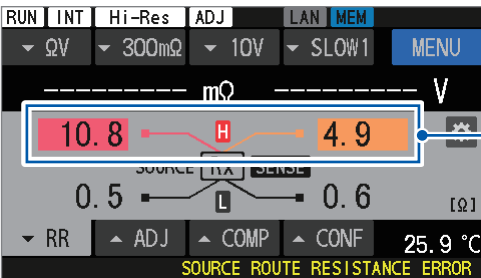 RUN INT Hi-Res ADJ LAN MEM
ΩV 300mΩ 10V SLOW1 MENU
------ mΩ ------ V
10.8 H 4.9
SOURCE RX SENSE
0.5 L 0.6 [Ω]
RR ADJ COMP CONF 25.9 °C
SOURCE ROUTE RESISTANCE ERROR